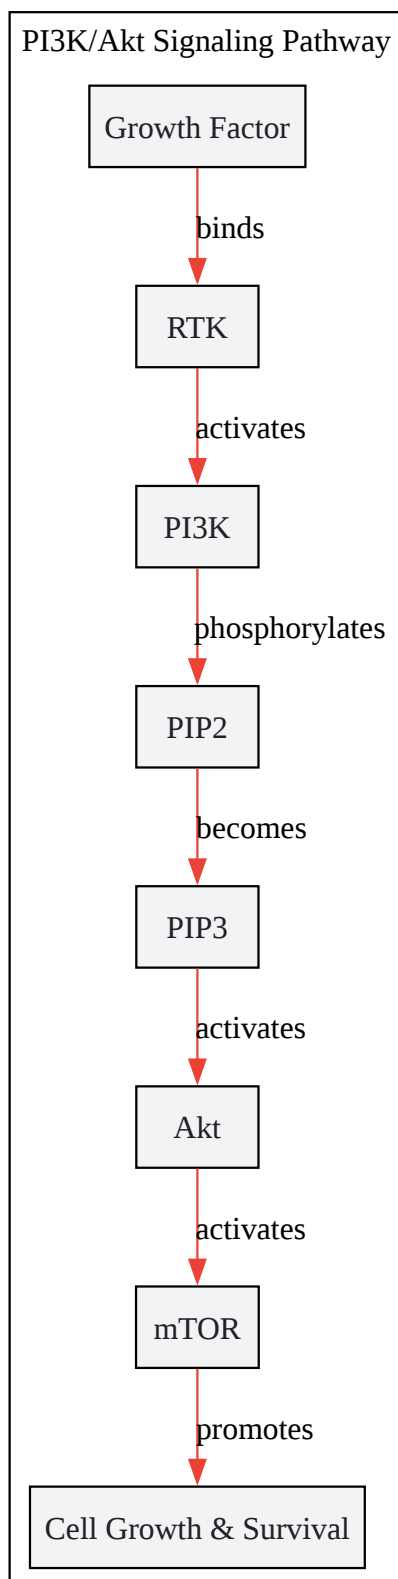 PI3K/Akt Signaling Pathway
Growth Factor
binds
RTK
activates
PI3K
phosphorylates
PIP2
becomes
PIP3
activates
Akt
activates
mTOR
promotes
Cell Growth & Survival